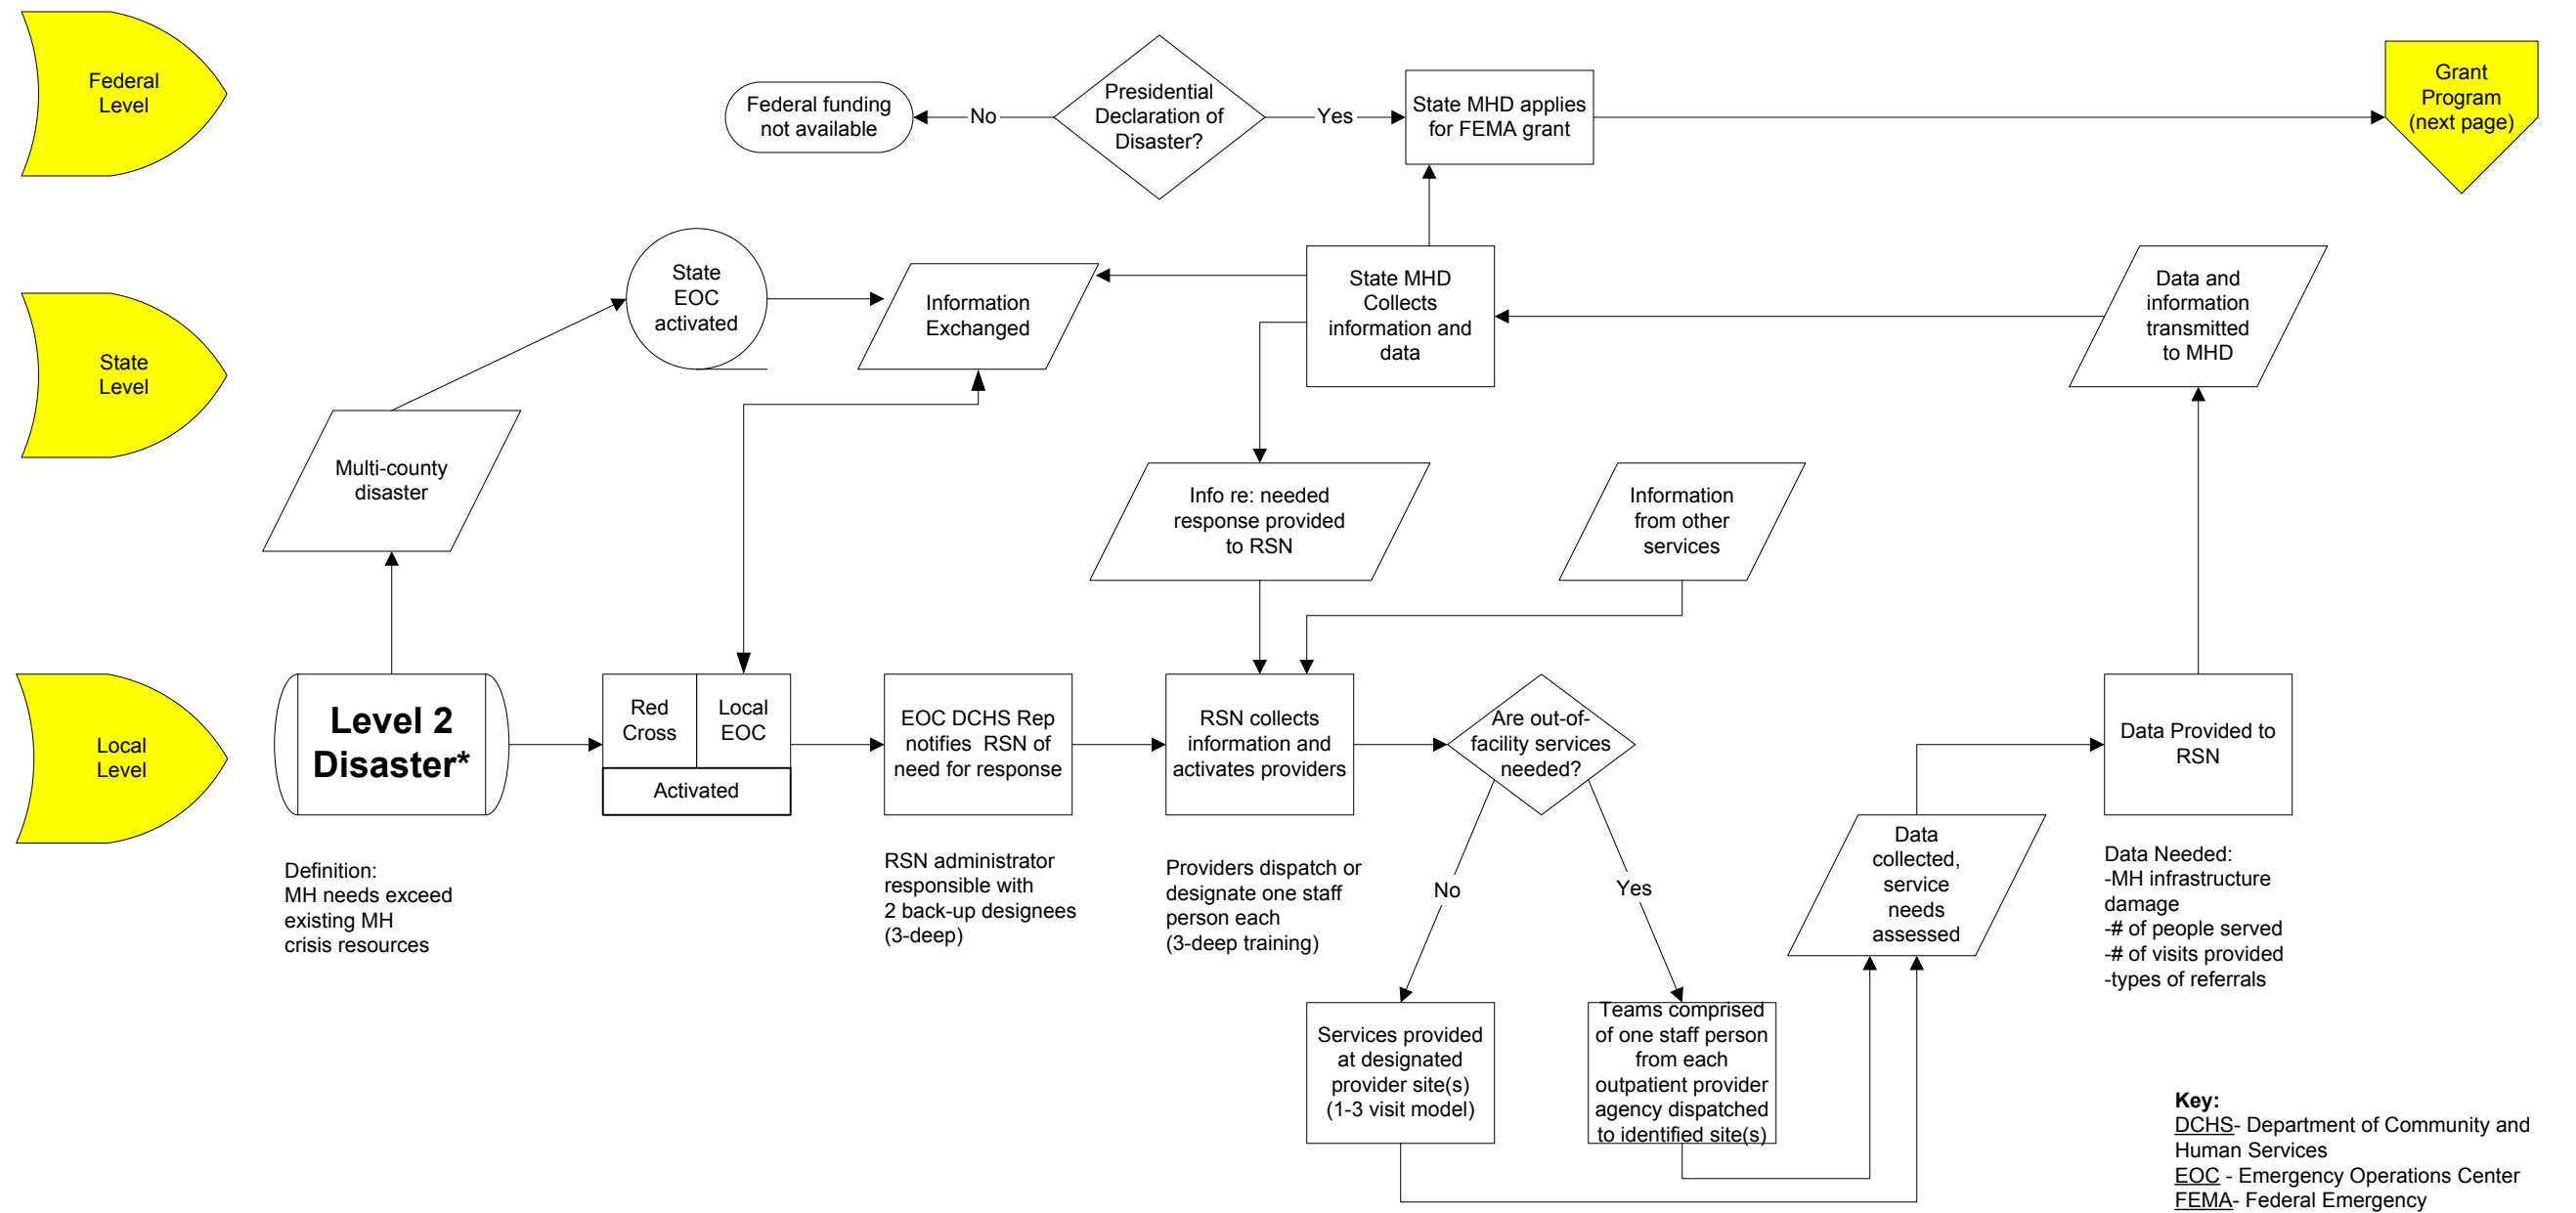 Federal
Level
Federal funding
not available
No
Presidential
Declaration of
Disaster?
Yes
State MHD applies
for FEMA grant
Grant
Program
(next page)
State
Level
State
EOC
activated
Information
Exchanged
State MHD
Collects
information and
data
Data and
information
transmitted
to MHD
Multi-county
disaster
Info re: needed
response provided
to RSN
Information
from other
services
Local
Level
Level 2
Disaster*
Red
Cross
Local
EOC
Activated
EOC DCHS Rep
notifies RSN of
need for response
RSN collects
information and
activates providers
Are out-of-
facility services
needed?
Data Provided to
RSN
Definition:
MH needs exceed
existing MH
crisis resources
RSN administrator
responsible with
2 back-up designees
(3-deep)
Providers dispatch or
designate one staff
person each
(3-deep training)
No
Yes
Data
collected,
service
needs
assessed
Data Needed:
-MH infrastructure
damage
-# of people served
-# of visits provided
-types of referrals
Services provided
at designated
provider site(s)
(1-3 visit model)
Teams comprised
of one staff person
from each
outpatient provider
agency dispatched
to identified site(s)
Key:
DCHS- Department of Community and
Human Services
EOC - Emergency Operations Center
FEMA- Federal Emergency